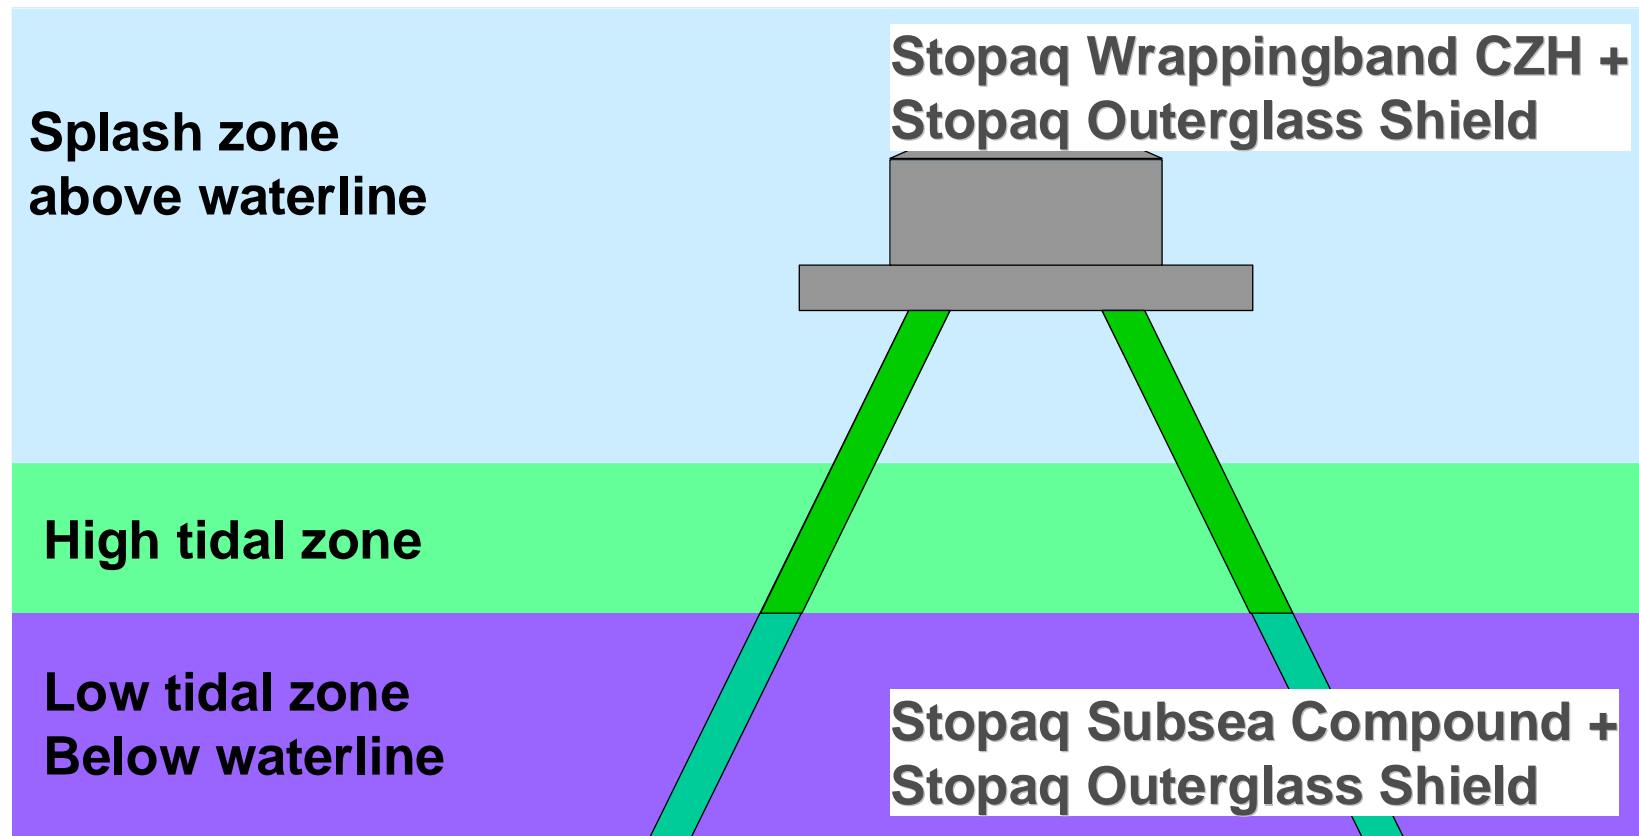 Stopaq Wrappingband CZH +
Stopaq Outerglass Shield
Splash zone
above waterline
High tidal zone
Low tidal zone
Below waterline
Stopaq Subsea Compound +
Stopaq Outerglass Shield